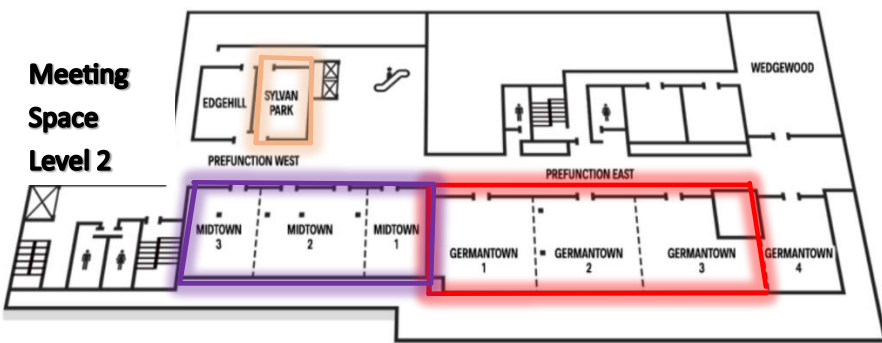 Meeting
Space
Level 2
WEDGEWOOD
EDGEHILL
SYLVAN
PARK
PREFUNCTION WEST
PREFUNCTION EAST
MIDTOWN
3
MIDTOWN
2
MIDTOWN
1
GERMANTOWN
1
GERMANTOWN
2
GERMANTOWN
3
GERMANTOWN
4